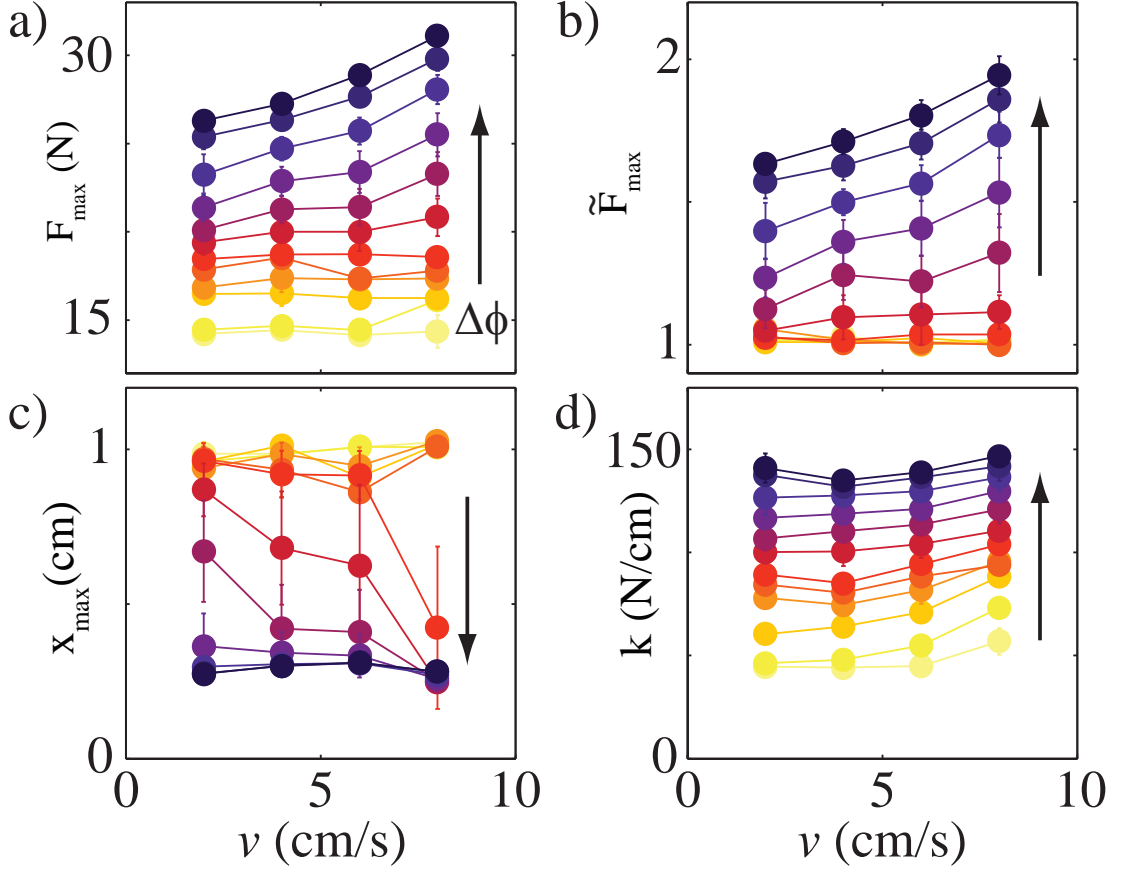 a)
30
15
F_max (N)
Δϕ
b)
2
1
F̃_max
c)
1
0
x_max (cm)
0
5
10
v (cm/s)
d)
150
0
k (N/cm)
0
5
10
v (cm/s)